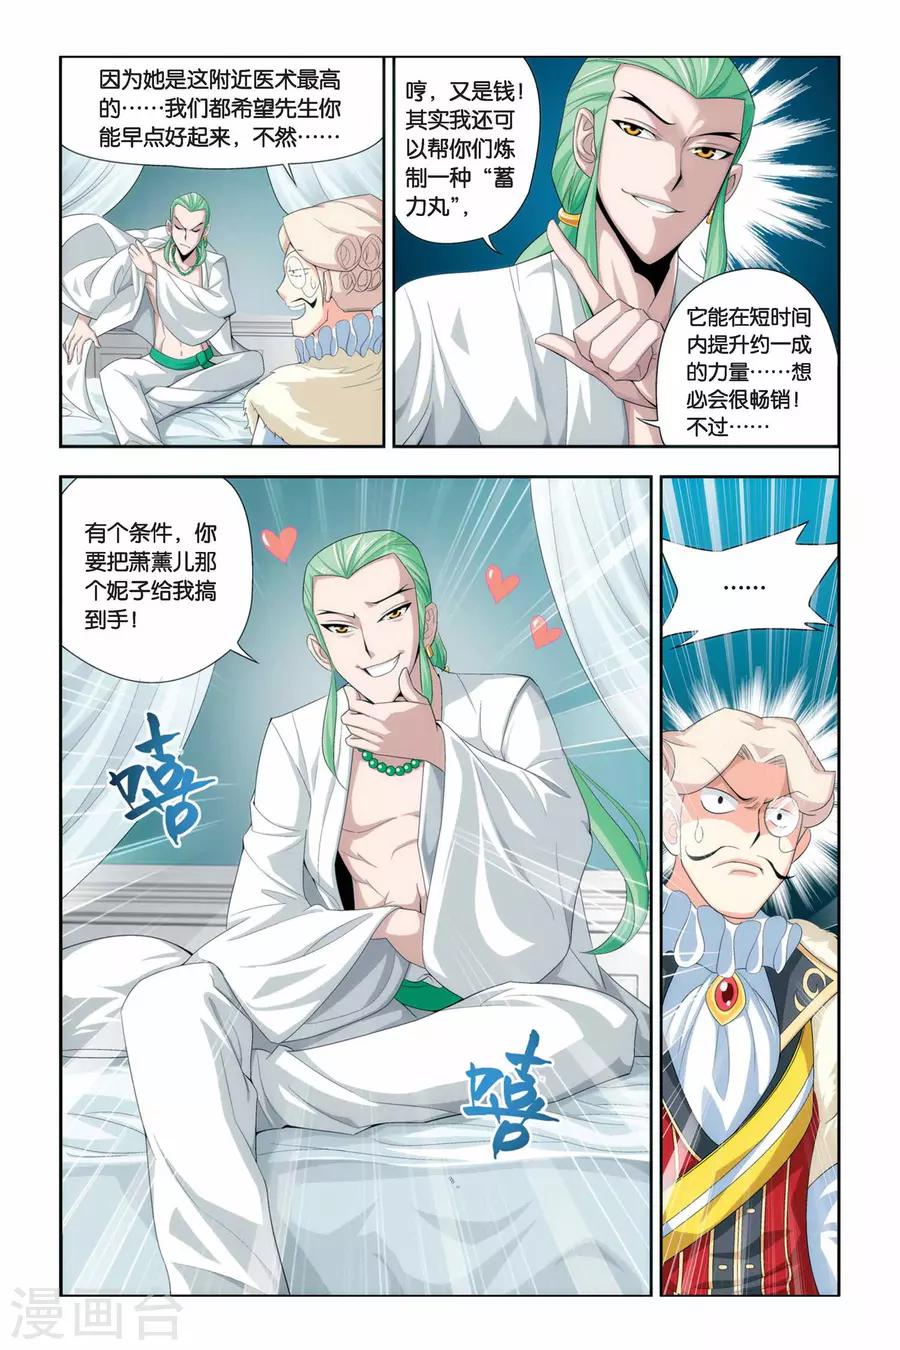 因为她是这附近医术最高
的……我们都希望先生你
能早点好起来，不然……
哼，又是钱！
其实我还可
以帮你们炼
制一种“蓄
力丸”，
它能在短时间
内提升约一成
的力量……想
必会很畅销！
不过……
有个条件，你
要把萧薰儿那
个妮子给我搞
到手！
嘻
嘻
……
漫画台